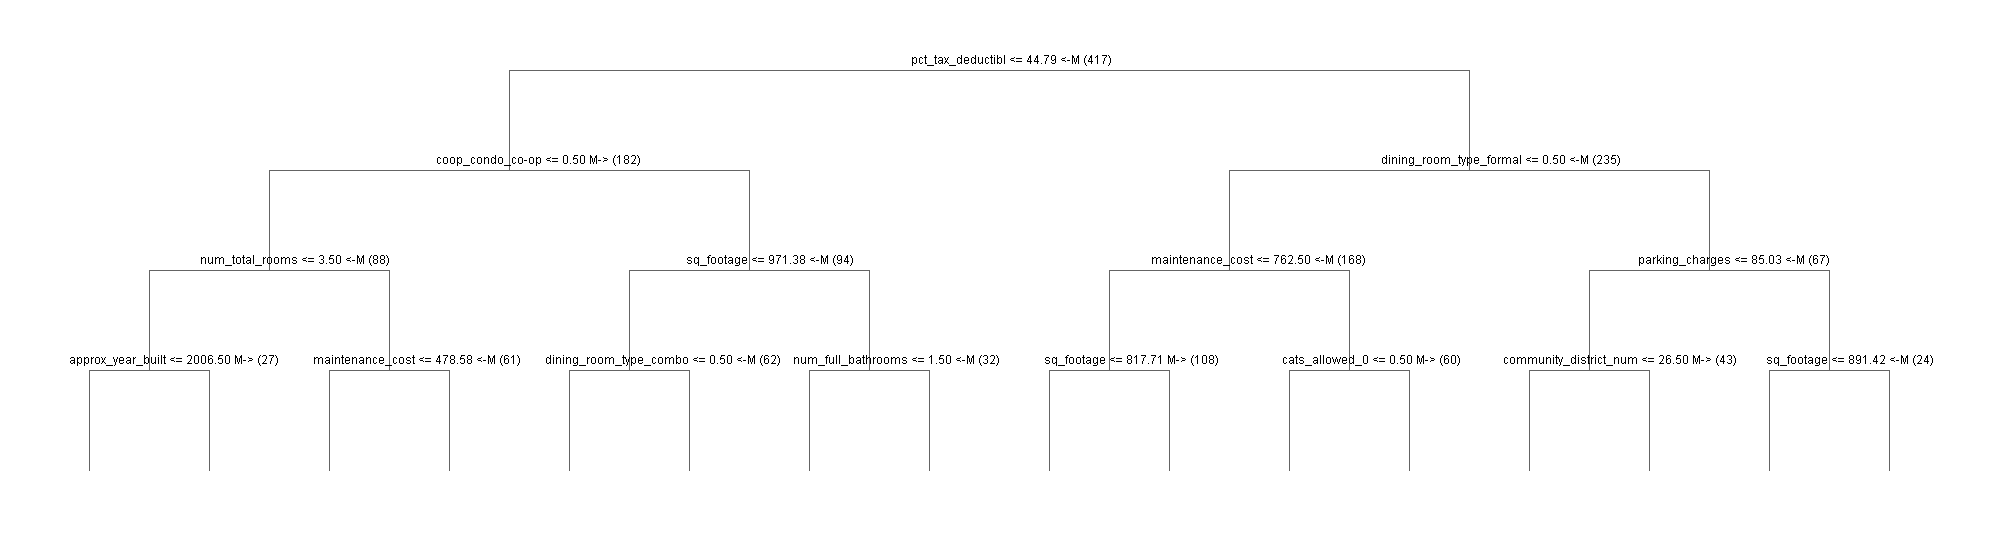 pct_tax_deductibl <= 44.79 <-M (417)
coop_condo_co-op <= 0.50 M-> (182)
dining_room_type_formal <= 0.50 <-M (235)
num_total_rooms <= 3.50 <-M (88)
sq_footage <= 971.38 <-M (94)
maintenance_cost <= 762.50 <-M (168)
parking_charges <= 85.03 <-M (67)
approx_year_built <= 2006.50 M-> (27)
maintenance_cost <= 478.58 <-M (61)
dining_room_type_combo <= 0.50 <-M (62)
num_full_bathrooms <= 1.50 <-M (32)
sq_footage <= 817.71 M-> (108)
cats_allowed_0 <= 0.50 M-> (60)
community_district_num <= 26.50 M-> (43)
sq_footage <= 891.42 <-M (24)